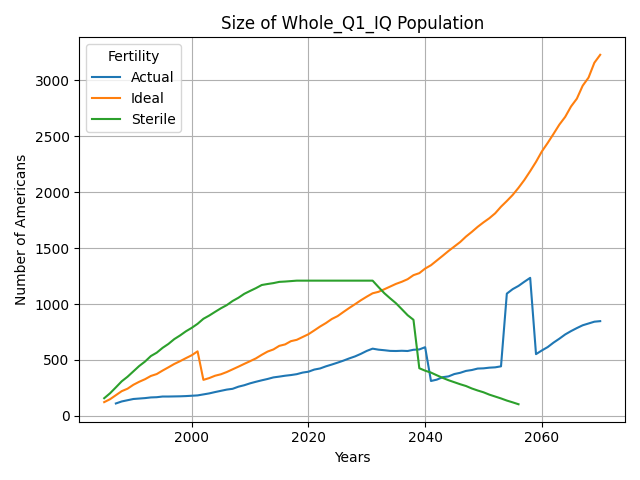 Size of Whole_Q1_IQ Population
Fertility
Actual
Ideal
Sterile
Number of Americans
3000
2500
2000
1500
1000
500
0
2000
2020
2040
2060
Years